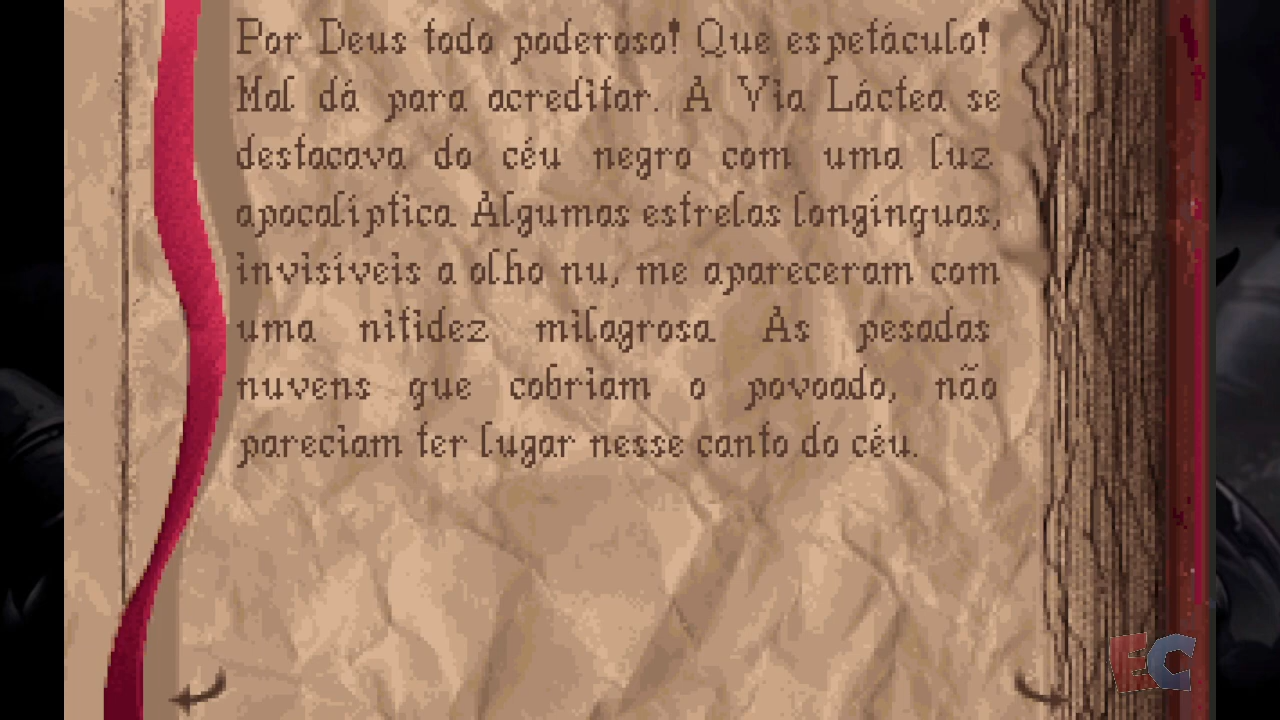 Por Deus todo poderoso! Que espetáculo!
Mal dá para acreditar. A Via Láctea se
destacava do céu negro com uma luz
apocalíptica. Algumas estrelas longínquas,
invisíveis a olho nu, me apareceram com
uma nitidez milagrosa. As pesadas
nuvens que cobriam o povoado, não
pareciam ter lugar nesse canto do céu.
EC